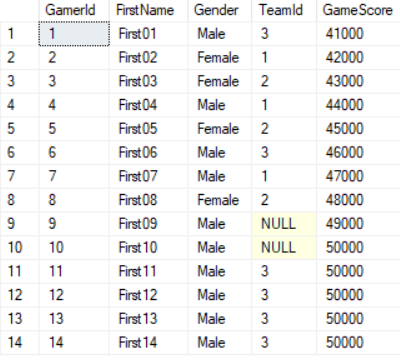 GamerId FirstName Gender TeamId GameScore
1 1 First01 Male 3 41000
2 2 First02 Female 1 42000
3 3 First03 Female 2 43000
4 4 First04 Male 1 44000
5 5 First05 Female 2 45000
6 6 First06 Male 3 46000
7 7 First07 Male 1 47000
8 8 First08 Female 2 48000
9 9 First09 Male NULL 49000
10 10 First10 Male NULL 50000
11 11 First11 Male 3 50000
12 12 First12 Male 3 50000
13 13 First13 Male 3 50000
14 14 First14 Male 3 50000